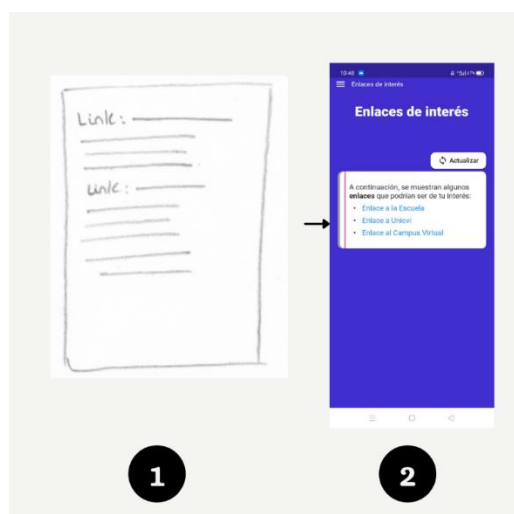 Link:
Link:
10:48
Enlaces de interés
Enlaces de interés
Actualizar
A continuación, se muestran algunos
enlaces que podrían ser de tu interés:
• Enlace a la Escuela
• Enlace a Uniovi
• Enlace al Campus Virtual
1
2